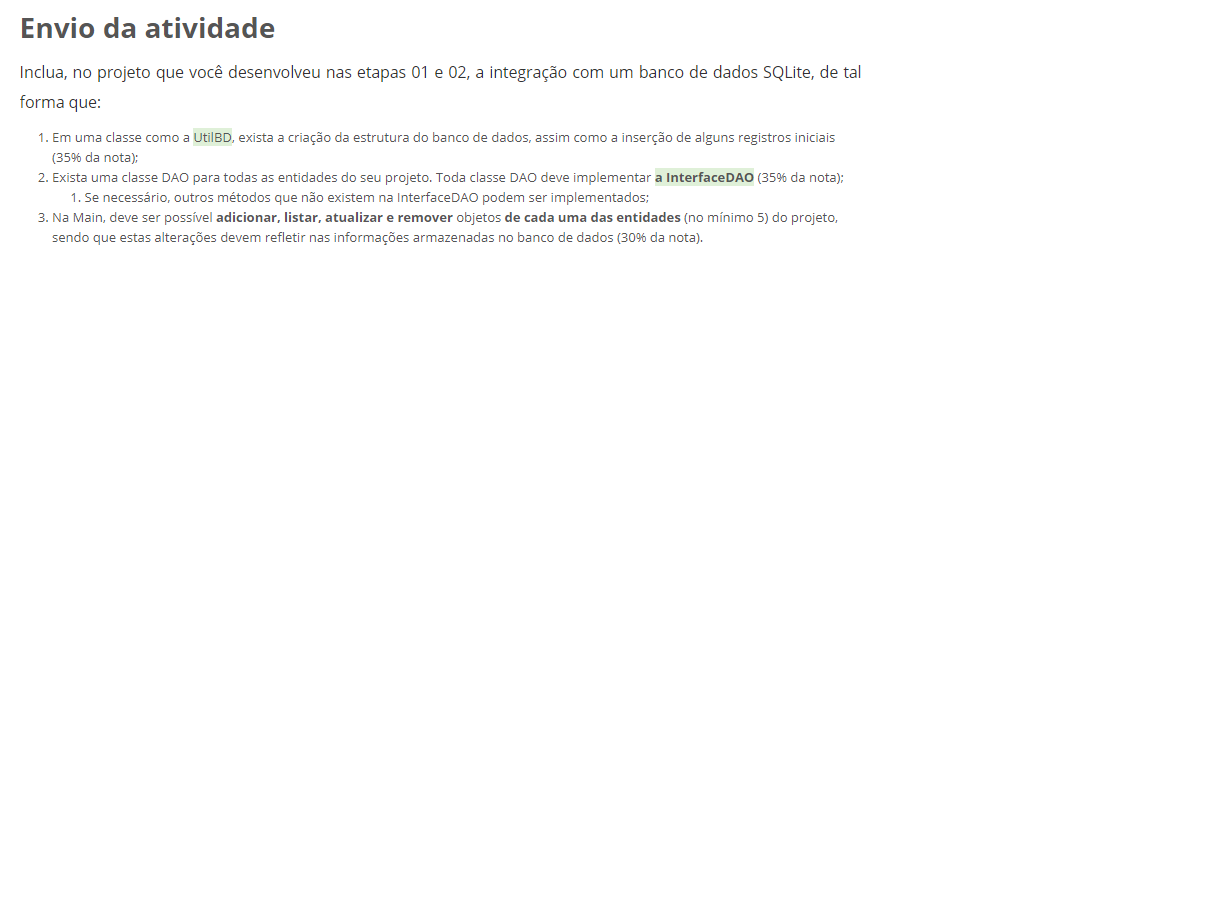 Envio da atividade
Inclua, no projeto que você desenvolveu nas etapas 01 e 02, a integração com um banco de dados SQLite, de tal
forma que:
1. Em uma classe como a UtilBD, exista a criação da estrutura do banco de dados, assim como a inserção de alguns registros iniciais
(35% da nota);
2. Exista uma classe DAO para todas as entidades do seu projeto. Toda classe DAO deve implementar a InterfaceDAO (35% da nota);
1. Se necessário, outros métodos que não existem na InterfaceDAO podem ser implementados;
3. Na Main, deve ser possível adicionar, listar, atualizar e remover objetos de cada uma das entidades (no mínimo 5) do projeto,
sendo que estas alterações devem refletir nas informações armazenadas no banco de dados (30% da nota).